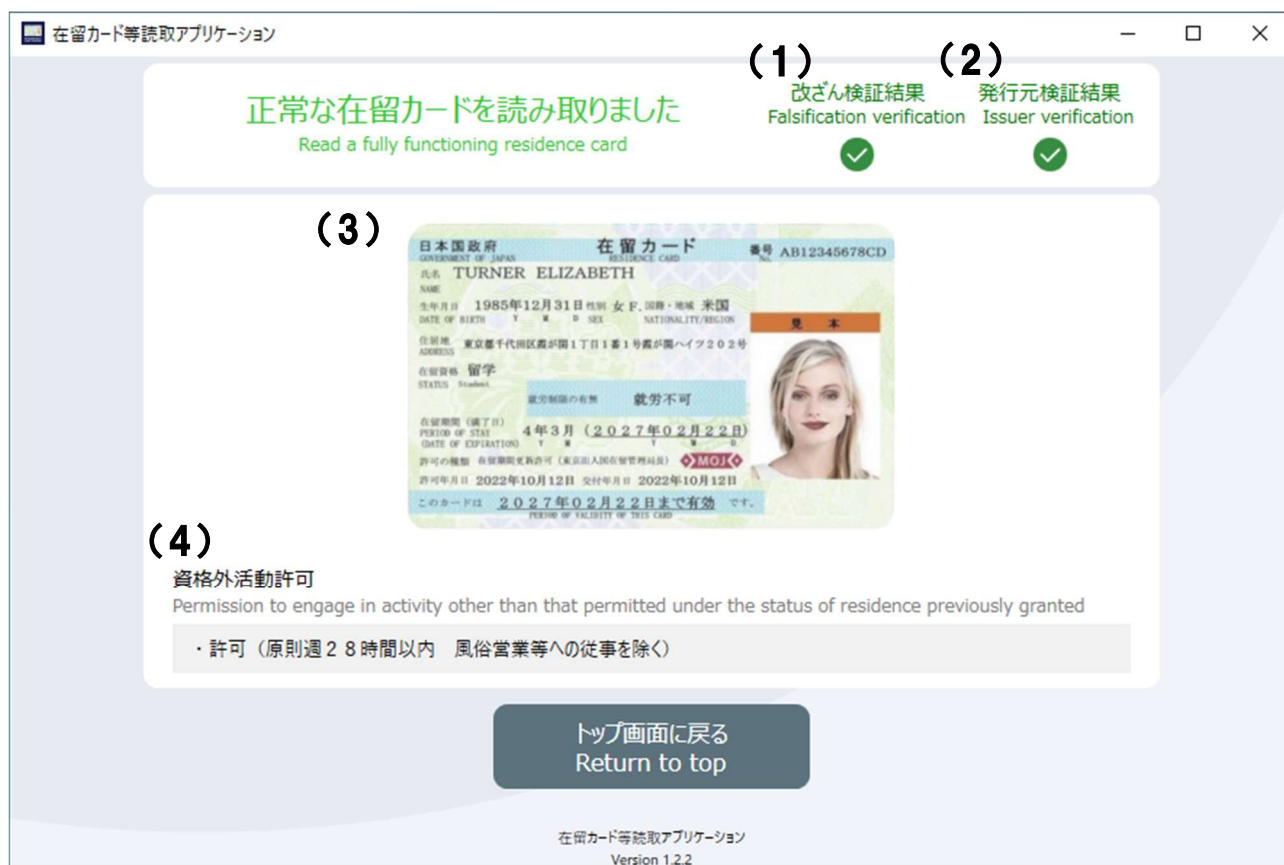 在留カード等読取アプリケーション
(1)
(2)
正常な在留カードを読み取りました
Read a fully functioning residence card
改ざん検証結果
Falsification verification
発行元検証結果
Issuer verification
(3)
日本国政府 在留カード 番号 AB12345678CD
GOVERNMENT OF JAPAN RESIDENCE CARD No.
氏名 TURNER ELIZABETH
NAME
生年月日 1985年12月31日 性別 女 F. 国籍・地域 米国
DATE OF BIRTH Y M D SEX NATIONALITY/REGION
見本
住居地 東京都千代田区霞が関1丁目1番1号霞が関ハイツ202号
ADDRESS
在留資格 留学
STATUS Student
就労制限の有無 就労不可
在留期間(満了日)
PERIOD OF STAY 4年3月(2027年02月22日)
(DATE OF EXPIRATION) Y M Y M D
許可の種類 在留期間更新許可(東京出入国在留管理局長) MOJ
許可年月日 2022年10月12日 交付年月日 2022年10月12日
このカードは 2027年02月22日まで有効 です。
PERIOD OF VALIDITY OF THIS CARD
(4)
資格外活動許可
Permission to engage in activity other than that permitted under the status of residence previously granted
・許可(原則週28時間以内 風俗営業等への従事を除く)
トップ画面に戻る
Return to top
在留カード等読取アプリケーション
Version 1.2.2